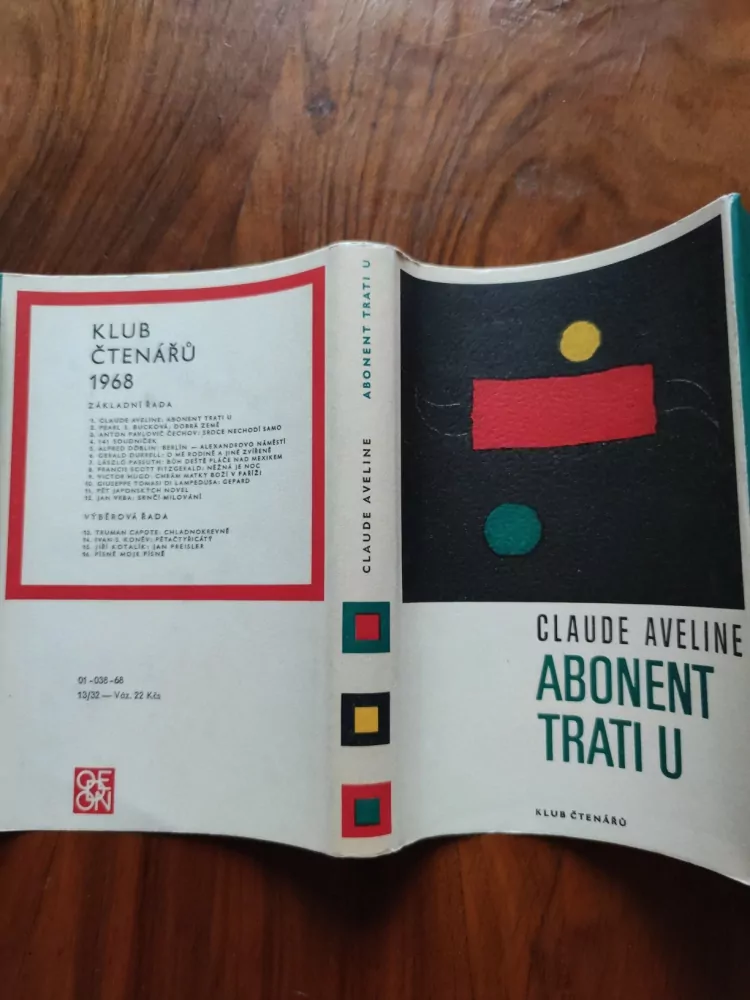 KLUB
ČTENÁŘŮ
1968
ZÁKLADNÍ ŘADA
1. CLAUDE AVELINE: ABONENT TRATI U
2. PEARL S. BUCKOVÁ: DOBRÁ ZEMĚ
3. ANTON PAVLOVIČ ČECHOV: SRDCE NECHODÍ SAMO
4. 141 SOUDNIČEK
5. ALFRED DÖBLIN: BERLÍN — ALEXANDROVO NÁMĚSTÍ
6. GERALD DURRELL: O MÉ RODINĚ A JINÉ ZVÍŘENĚ
7. LÁSZLÓ PASSUTH: BŮH DEŠTĚ PLÁČE NAD MEXIKEM
8. FRANCIS SCOTT FITZGERALD: NĚŽNÁ JE NOC
9. VICTOR HUGO: CHRÁM MATKY BOŽÍ V PAŘÍŽI
10. GIUSEPPE TOMASI DI LAMPEDUSA: GEPARD
11. PĚT JAPONSKÝCH NOVEL
12. JAN VRBA: SRNČÍ MILOVÁNÍ
VÝBĚROVÁ ŘADA
13. TRUMAN CAPOTE: CHLADNOKREVNĚ
14. IVAN S. KONĚV: PĚTAČTYŘICÁTÝ
15. JIŘÍ KOTALÍK: JAN PREISLER
16. PÍSNĚ MOJE PÍSNĚ
01-038-68
13/32 — Váz. 22 Kčs
ODEON
CLAUDE AVELINE ABONENT TRATI U
CLAUDE AVELINE
ABONENT
TRATI U
KLUB ČTENÁŘŮ